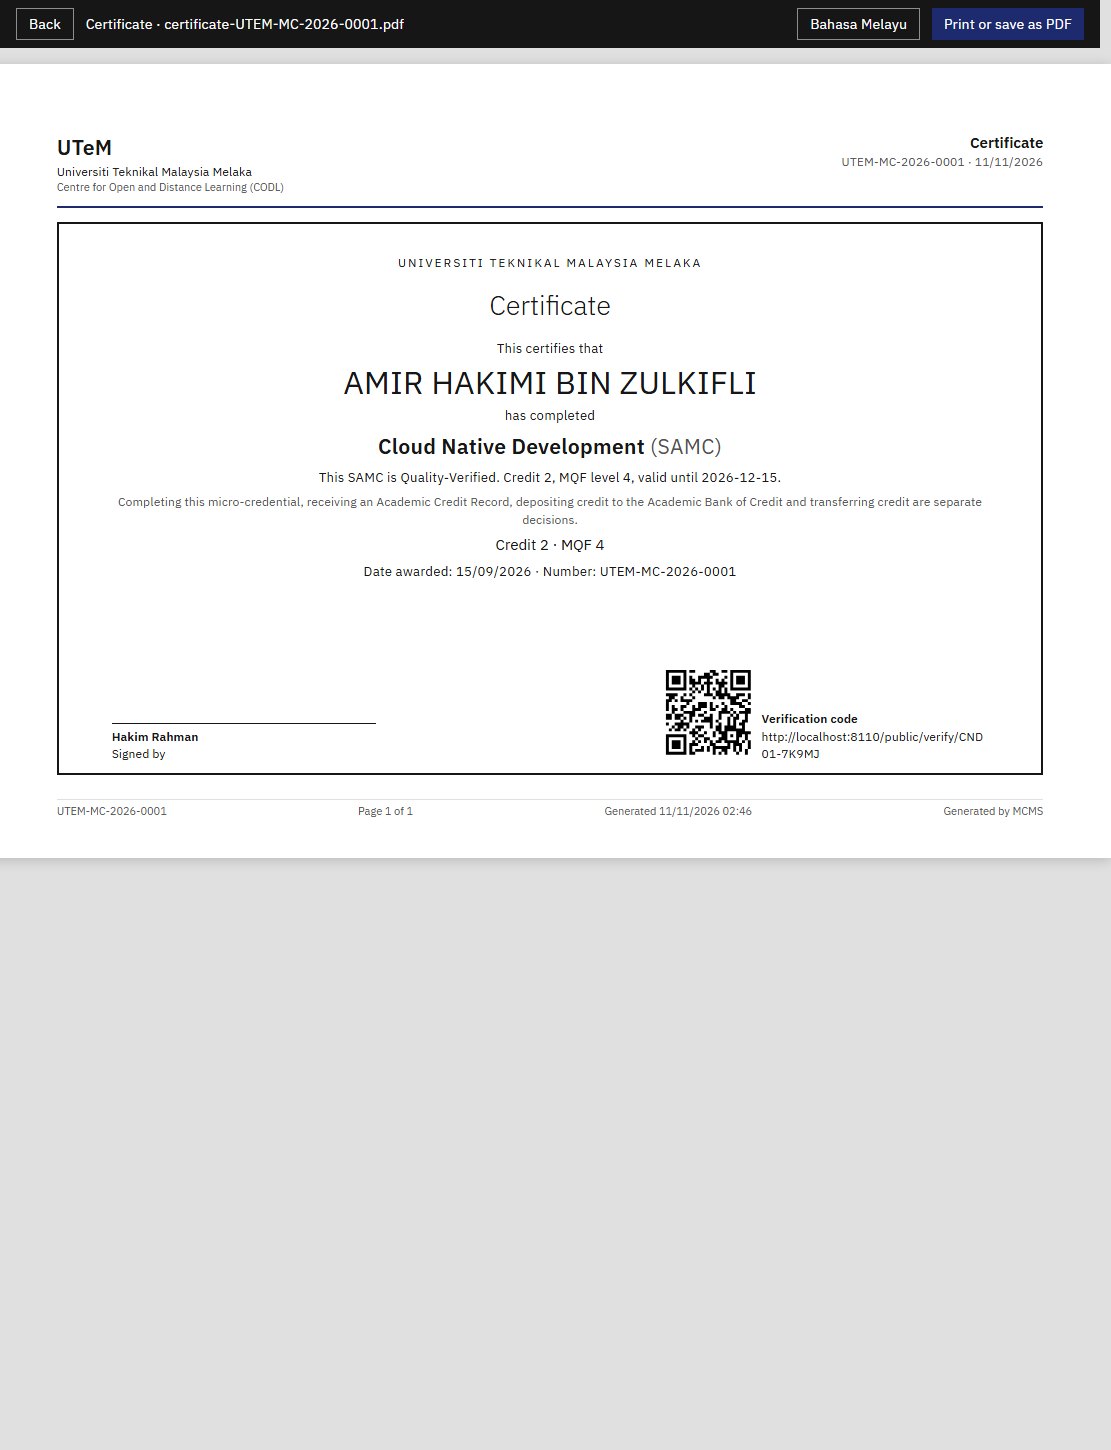 Back
Certificate · certificate-UTEM-MC-2026-0001.pdf
Bahasa Melayu
Print or save as PDF
UTeM
Universiti Teknikal Malaysia Melaka
Centre for Open and Distance Learning (CODL)
Certificate
UTEM-MC-2026-0001 · 11/11/2026
UNIVERSITI TEKNIKAL MALAYSIA MELAKA
Certificate
This certifies that
AMIR HAKIMI BIN ZULKIFLI
has completed
Cloud Native Development (SAMC)
This SAMC is Quality-Verified. Credit 2, MQF level 4, valid until 2026-12-15.
Completing this micro-credential, receiving an Academic Credit Record, depositing credit to the Academic Bank of Credit and transferring credit are separate
decisions.
Credit 2 · MQF 4
Date awarded: 15/09/2026 · Number: UTEM-MC-2026-0001
Hakim Rahman
Signed by
Verification code
http://localhost:8110/public/verify/CND
01-7K9MJ
UTEM-MC-2026-0001
Page 1 of 1
Generated 11/11/2026 02:46
Generated by MCMS